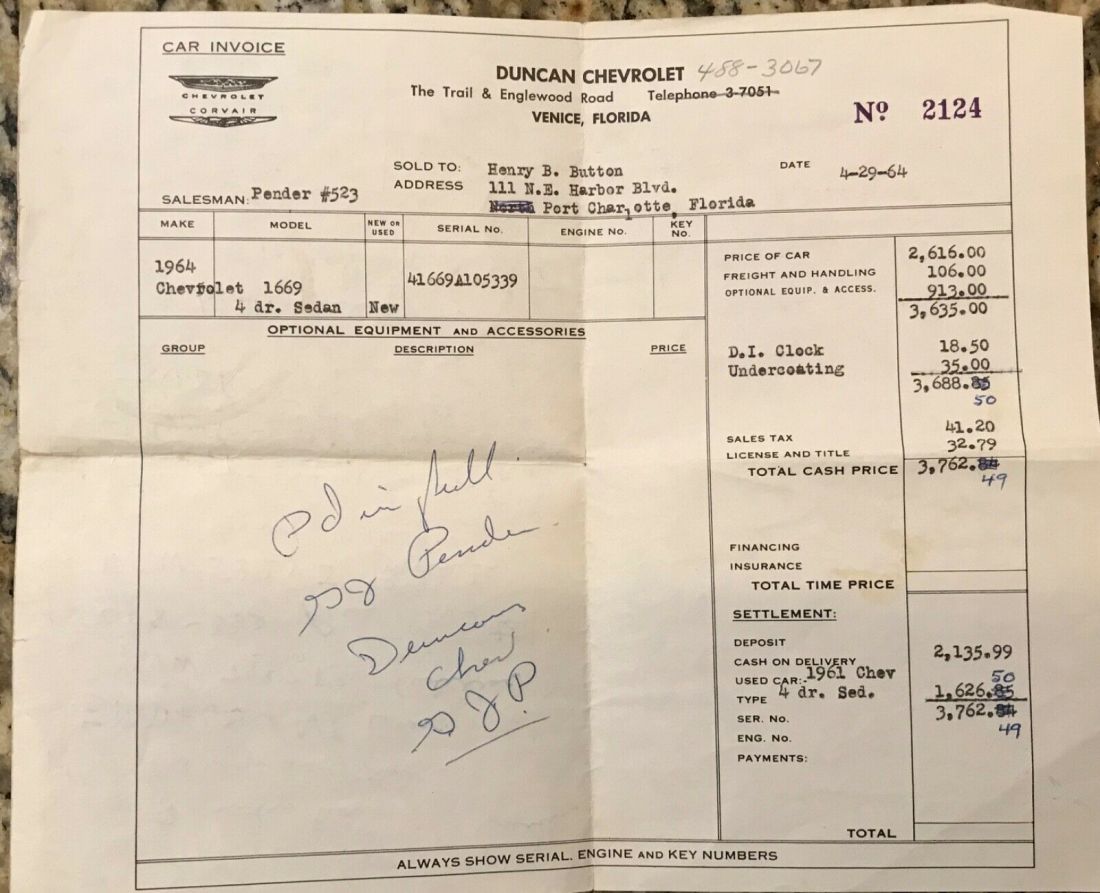 CAR INVOICE
CHEVROLET
CORVAIR
DUNCAN CHEVROLET 488-3067
The Trail & Englewood Road Telephone 3-7051
VENICE, FLORIDA
Nº 2124
SOLD TO: Henry B. Button
ADDRESS 111 N.E. Harbor Blvd.
North Port Charlotte, Florida
DATE 4-29-64
SALESMAN: Pender #523
MAKE MODEL NEW OR USED SERIAL No. ENGINE No. KEY No.
1964
Chevrolet 1669 41669A105339
4 dr. Sedan New
OPTIONAL EQUIPMENT AND ACCESSORIES
GROUP DESCRIPTION PRICE
Pd in full
Pender
Duncan
Chev
SJP
PRICE OF CAR 2,616.00
FREIGHT AND HANDLING 106.00
OPTIONAL EQUIP. & ACCESS. 913.00
3,635.00
D.I. Clock 18.50
Undercoating 35.00
3,688.85
50
SALES TAX 41.20
LICENSE AND TITLE 32.79
TOTAL CASH PRICE 3,762.84
49
FINANCING
INSURANCE
TOTAL TIME PRICE
SETTLEMENT:
DEPOSIT
CASH ON DELIVERY 2,135.99
USED CAR:- 1961 Chev 50
TYPE 4 dr. Sed. 1,626.85
SER. No. 3,762.84
ENG. No. 49
PAYMENTS:
TOTAL
ALWAYS SHOW SERIAL, ENGINE AND KEY NUMBERS